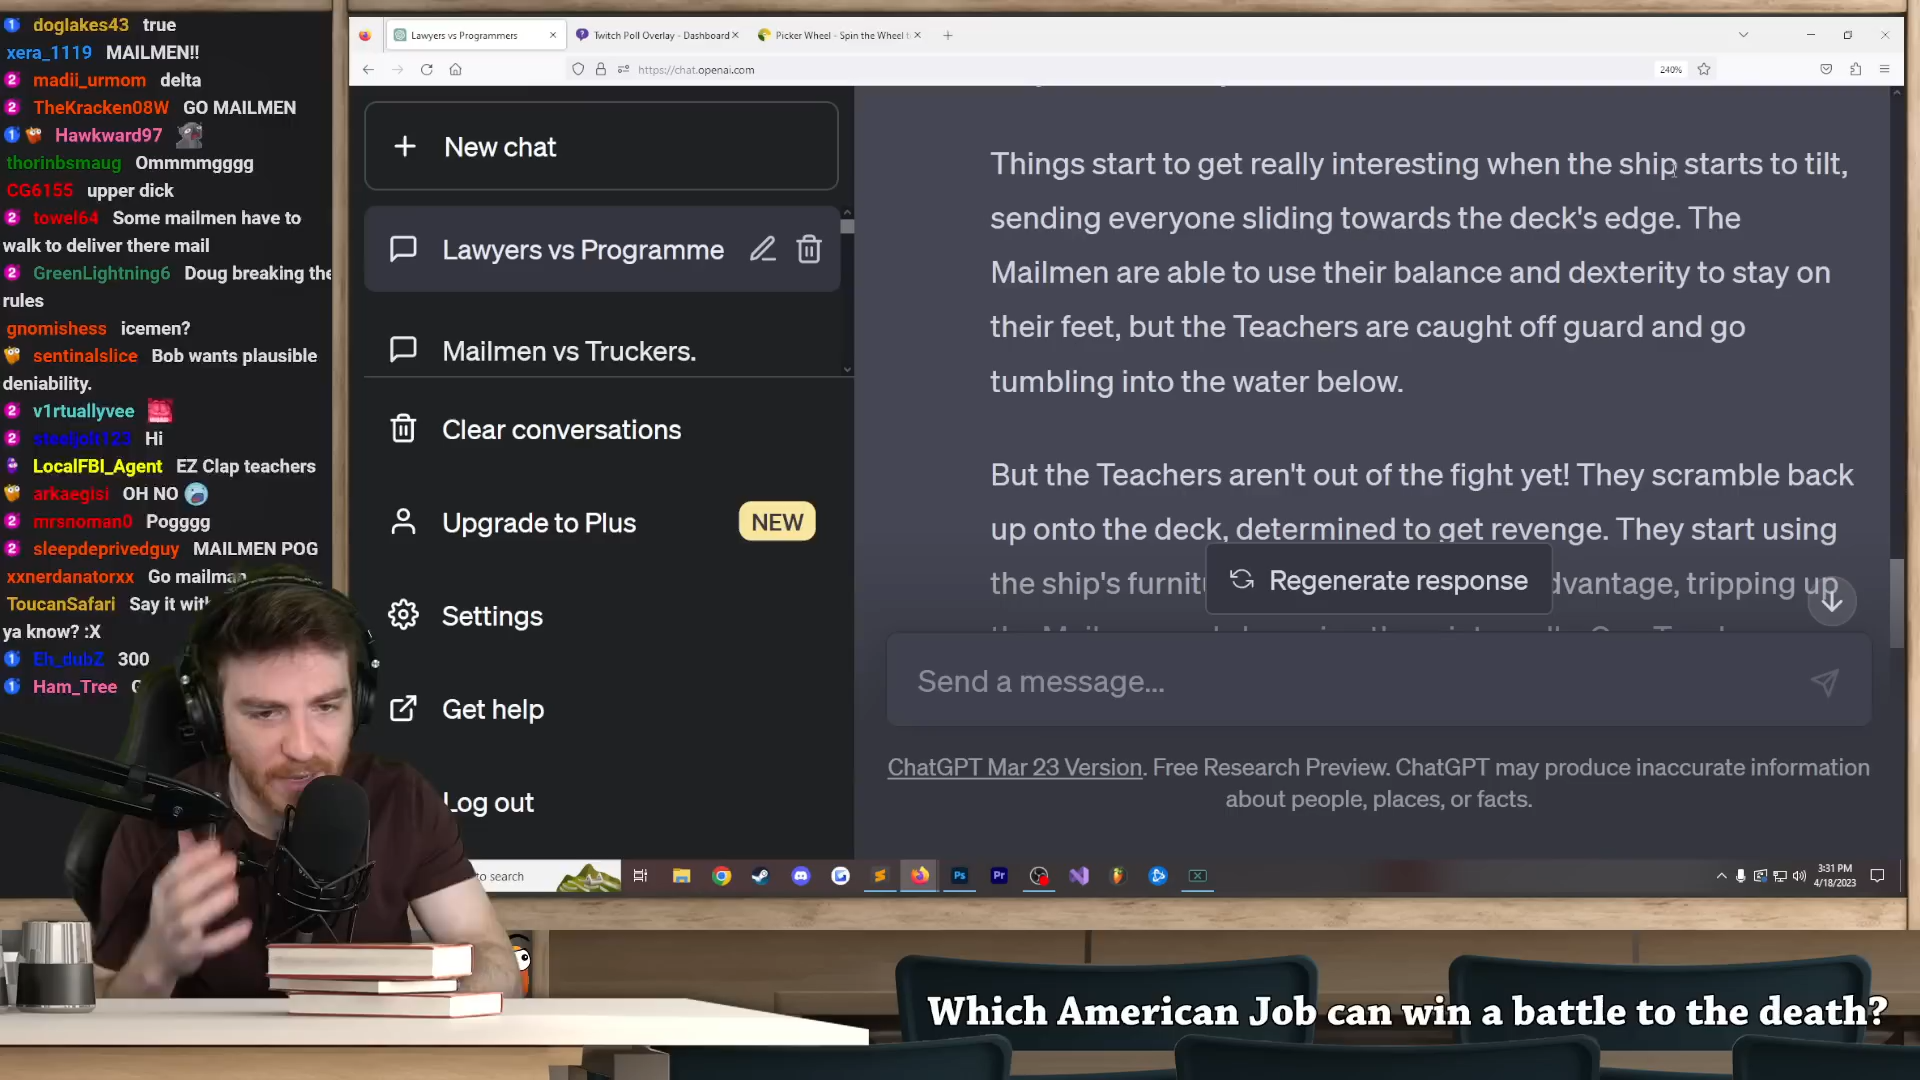 doglakes43 true
xera_1119 MAILMEN!!
madii_urmom delta
TheKracken08W GO MAILMEN
Hawkward97
thorinbsmaug Ommmmgggg
CG6155 upper dick
towel64 Some mailmen have to
walk to deliver there mail
GreenLightning6 Doug breaking the
rules
gnomishess icemen?
sentinalslice Bob wants plausible
deniability.
v1rtuallyvee
steeljolt123 Hi
LocalFBI_Agent EZ Clap teachers
arkaegisi OH NO
mrsnoman0 Pogggg
sleepdeprivedguy MAILMEN POG
xxnerdanatorxx Go mailman
ToucanSafari Say it with
ya know? :X
Eh_dubZ 300
Ham_Tree
Lawyers vs Programmers
Twitch Poll Overlay - Dashboard
Picker Wheel - Spin the Wheel t
https://chat.openai.com
240%
New chat
Lawyers vs Programme
Mailmen vs Truckers.
Clear conversations
Upgrade to Plus NEW
Settings
Get help
Log out
Things start to get really interesting when the ship starts to tilt,
sending everyone sliding towards the deck's edge. The
Mailmen are able to use their balance and dexterity to stay on
their feet, but the Teachers are caught off guard and go
tumbling into the water below.
But the Teachers aren't out of the fight yet! They scramble back
up onto the deck, determined to get revenge. They start using
the ship's furnit dvantage, tripping up
Regenerate response
Send a message...
ChatGPT Mar 23 Version. Free Research Preview. ChatGPT may produce inaccurate information
about people, places, or facts.
to search
Ps
Pr
3:31 PM
4/18/2023
Which American Job can win a battle to the death?